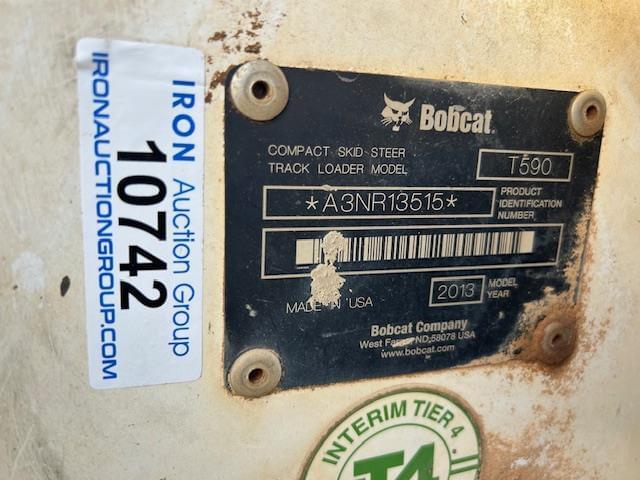 IRON Auction Group
10742
IRONAUCTIONGROUP.COM
Bobcat
COMPACT SKID STEER
TRACK LOADER MODEL
T590
*A3NR13515*
PRODUCT
IDENTIFICATION
NUMBER
MADE IN USA
2013
MODEL
YEAR
Bobcat Company
West Fargo, ND 58078 USA
www.bobcat.com
INTERIM TIER 4
T4